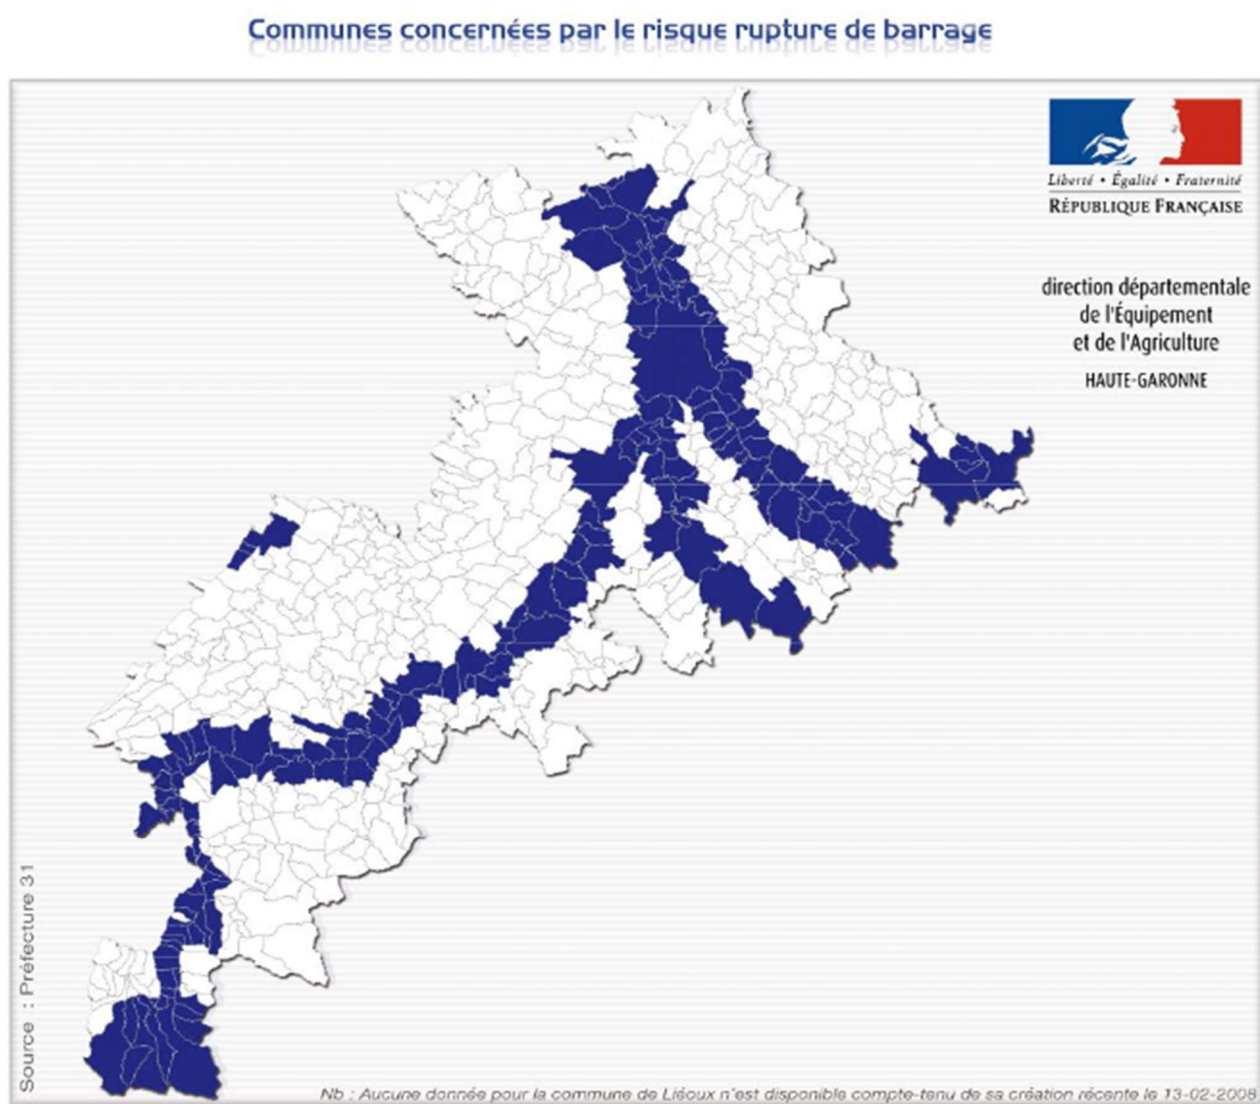 Communes concernées par le risque rupture de barrage
Liberté • Égalité • Fraternité
RÉPUBLIQUE FRANÇAISE
direction départementale
de l'Équipement
et de l'Agriculture
HAUTE-GARONNE
Source : Préfecture 31
Nb : Aucune donnée pour la commune de Liéoux n'est disponible compte-tenu de sa création récente le 13-02-2008